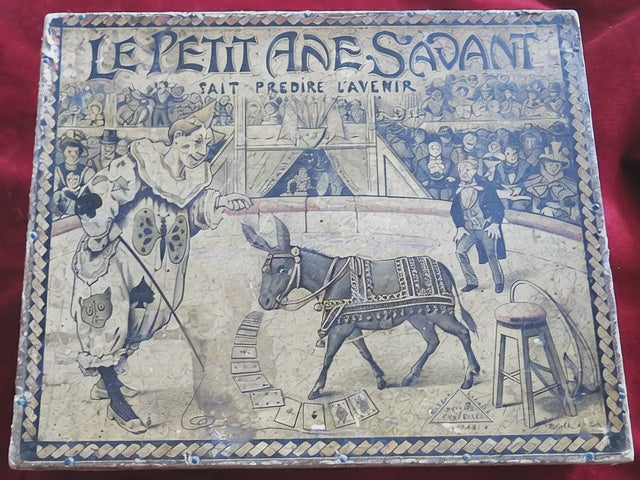 LE PETIT ANE SAVANT
SAIT PREDIRE L'AVENIR